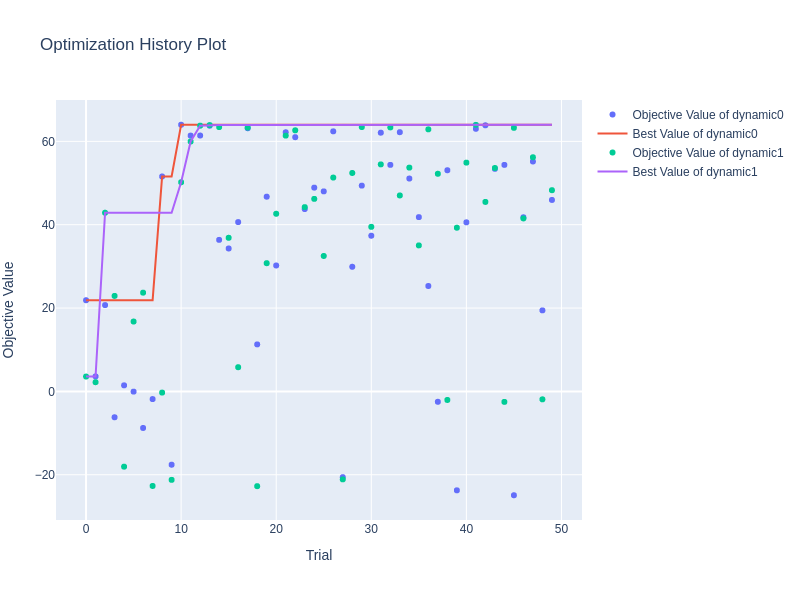 Optimization History Plot
Objective Value of dynamic0
Best Value of dynamic0
Objective Value of dynamic1
Best Value of dynamic1
Objective Value
60
40
20
0
−20
0 10 20 30 40 50
Trial